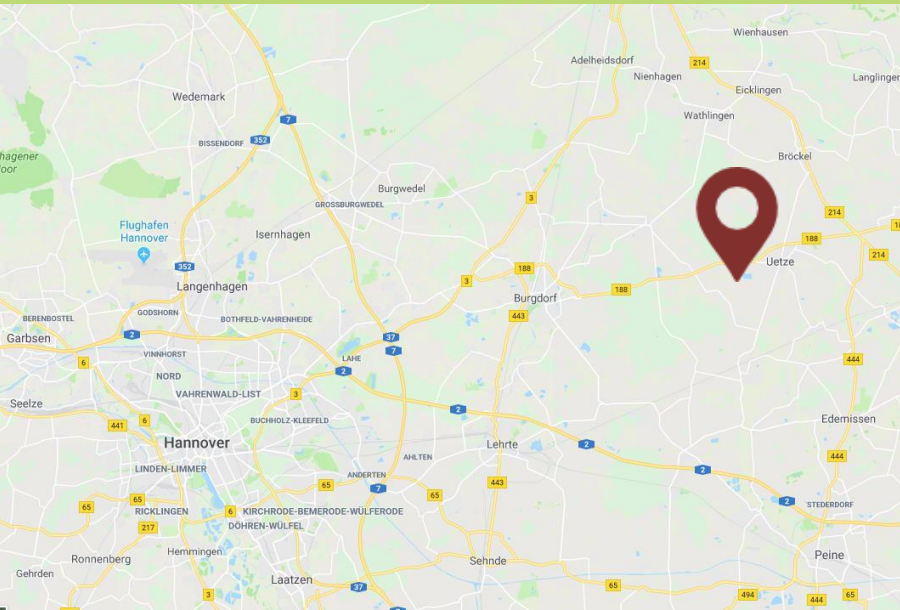 Wienhausen
Adelheidsdorf
214
Nienhagen
Langlingen
Eicklingen
Wedemark
Wathlingen
7
BISSENDORF
352
hagener
oor
Bröckel
Burgwedel
3
GROSSBURGWEDEL
214
Flughafen
Hannover
Isernhagen
188
214
352
188
Uetze
3
Langenhagen
188
Burgdorf
GODSHORN
443
BERENBOSTEL
BOTHFELD-VAHRENHEIDE
2
Garbsen
37
7
VINNHORST
LAHE
6
444
2
NORD
VAHRENWALD-LIST
3
Seelze
2
6
BUCHHOLZ-KLEEFELD
Edemissen
441
Hannover
Lehrte
2
AHLTEN
444
LINDEN-LIMMER
2
ANDERTEN
443
65
7
65
65
2
65
STEDERDORF
RICKLINGEN
6
KIRCHRODE-BEMERODE-WÜLFERODE
217
DÖHREN-WÜLFEL
Hemmingen
Peine
Ronnenberg
Sehnde
Gehrden
Laatzen
37
65
3
494
444
65